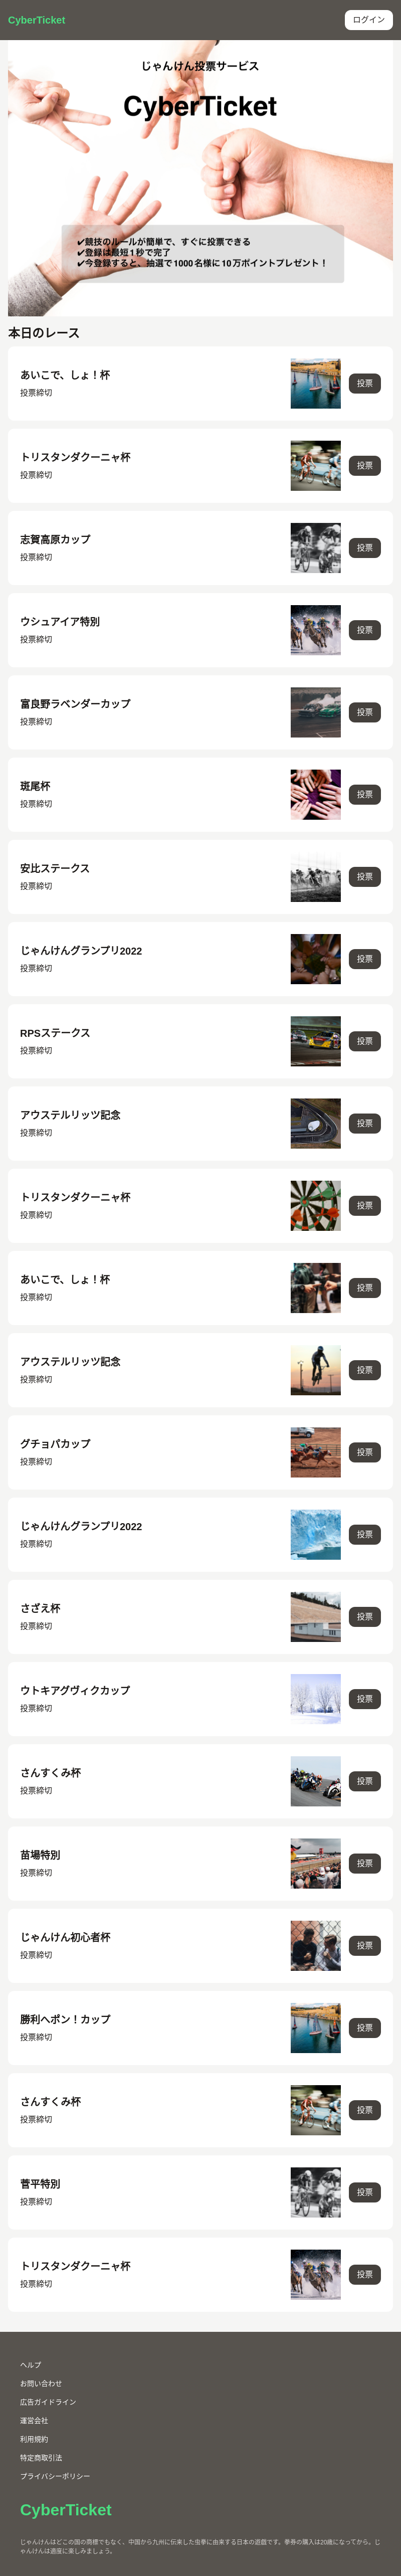 CyberTicket
ログイン
じゃんけん投票サービス
CyberTicket
✔競技のルールが簡単で、すぐに投票できる
✔登録は最短1秒で完了
✔今登録すると、抽選で1000名様に10万ポイントプレゼント！
本日のレース
あいこで、しょ！杯
投票締切
投票
トリスタンダクーニャ杯
投票締切
投票
志賀高原カップ
投票締切
投票
ウシュアイア特別
投票締切
投票
富良野ラベンダーカップ
投票締切
投票
斑尾杯
投票締切
投票
安比ステークス
投票締切
投票
じゃんけんグランプリ2022
投票締切
投票
RPSステークス
投票締切
投票
アウステルリッツ記念
投票締切
投票
トリスタンダクーニャ杯
投票締切
投票
あいこで、しょ！杯
投票締切
投票
アウステルリッツ記念
投票締切
投票
グチョパカップ
投票締切
投票
じゃんけんグランプリ2022
投票締切
投票
さざえ杯
投票締切
投票
ウトキアグヴィクカップ
投票締切
投票
さんすくみ杯
投票締切
投票
苗場特別
投票締切
投票
じゃんけん初心者杯
投票締切
投票
勝利へポン！カップ
投票締切
投票
さんすくみ杯
投票締切
投票
菅平特別
投票締切
投票
トリスタンダクーニャ杯
投票締切
投票
ヘルプ
お問い合わせ
広告ガイドライン
運営会社
利用規約
特定商取引法
プライバシーポリシー
CyberTicket
じゃんけんはどこの国の商標でもなく、中国から九州に伝来した虫拳に由来する日本の遊戯です。拳券の購入は20歳になってから。じ
ゃんけんは適度に楽しみましょう。